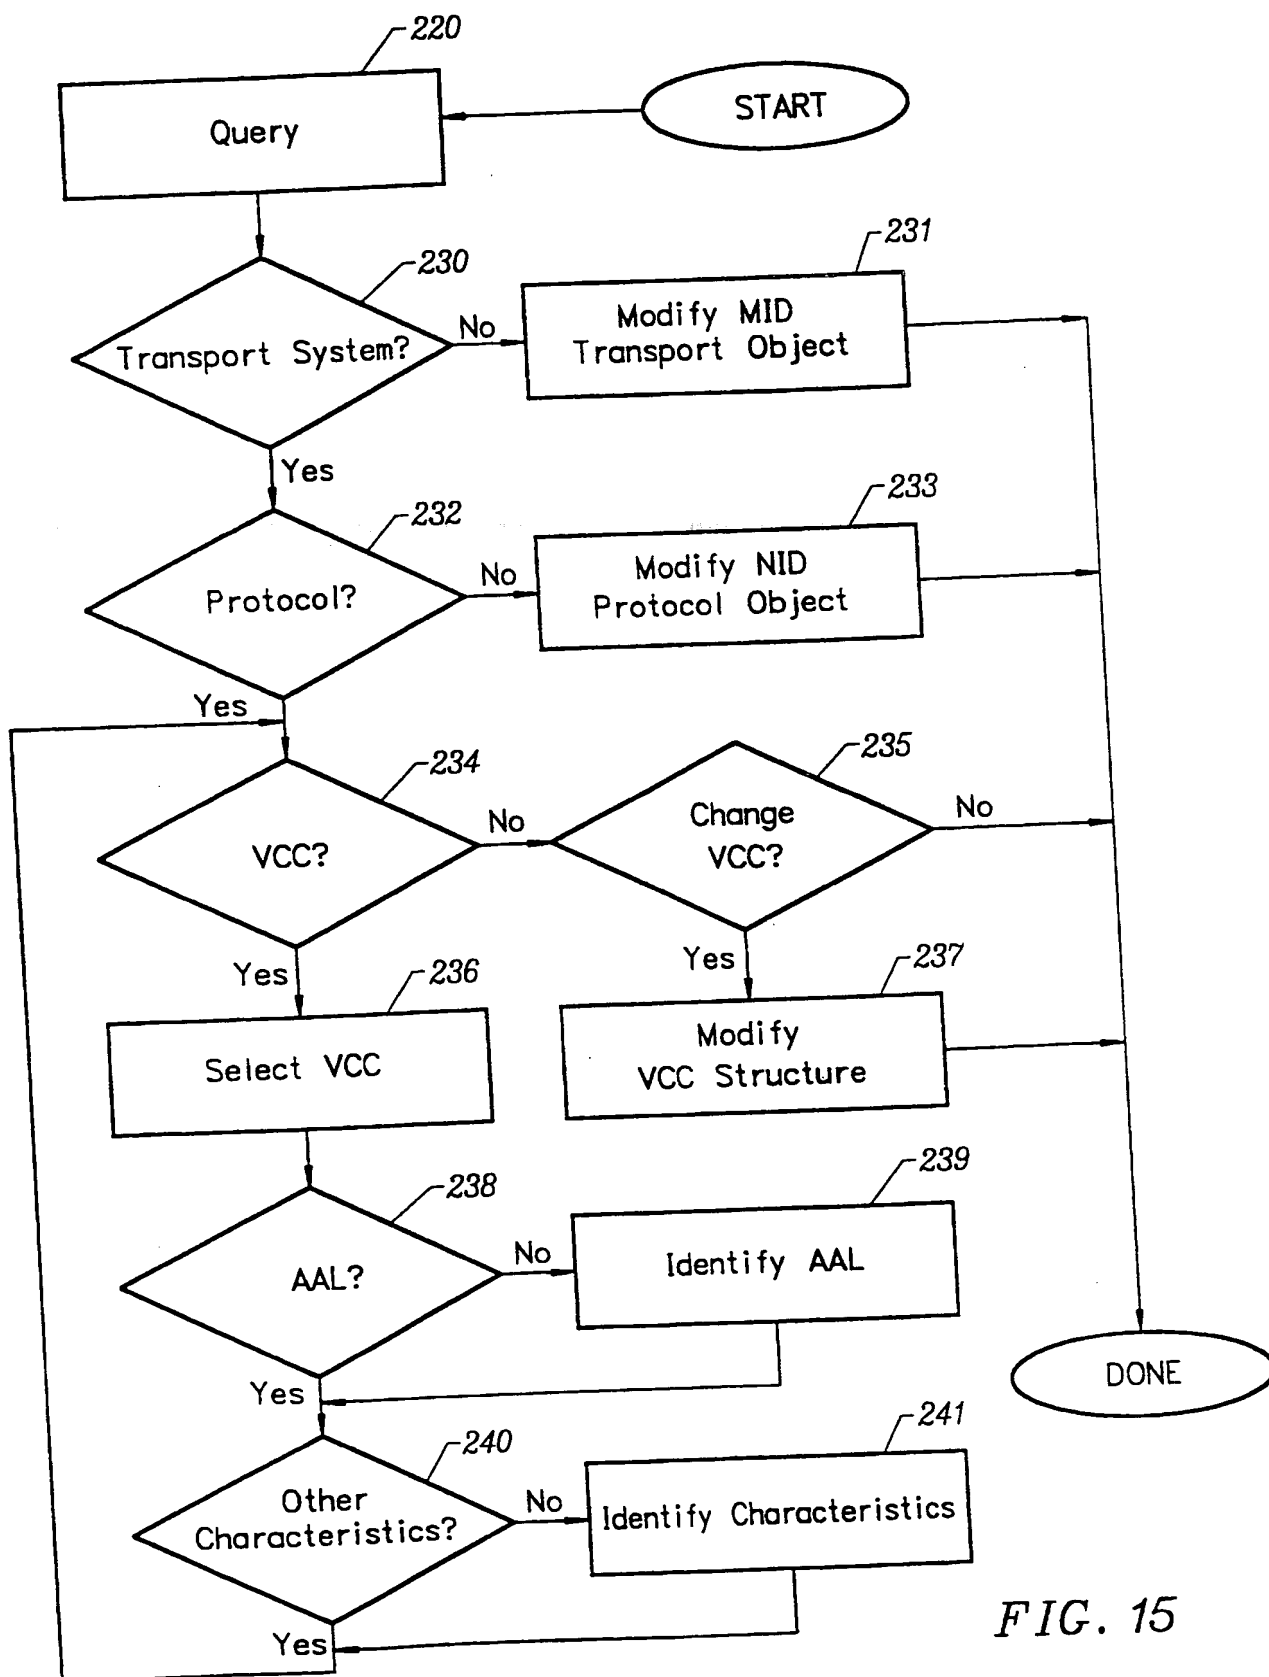 220
Query
START
230
Transport System?
No
231
Modify MID
Transport Object
Yes
232
Protocol?
No
233
Modify NID
Protocol Object
Yes
234
VCC?
No
235
Change
VCC?
No
Yes
236
Select VCC
Yes
237
Modify
VCC Structure
238
AAL?
No
239
Identify AAL
DONE
Yes
240
Other
Characteristics?
No
241
Identify Characteristics
Yes
FIG. 15